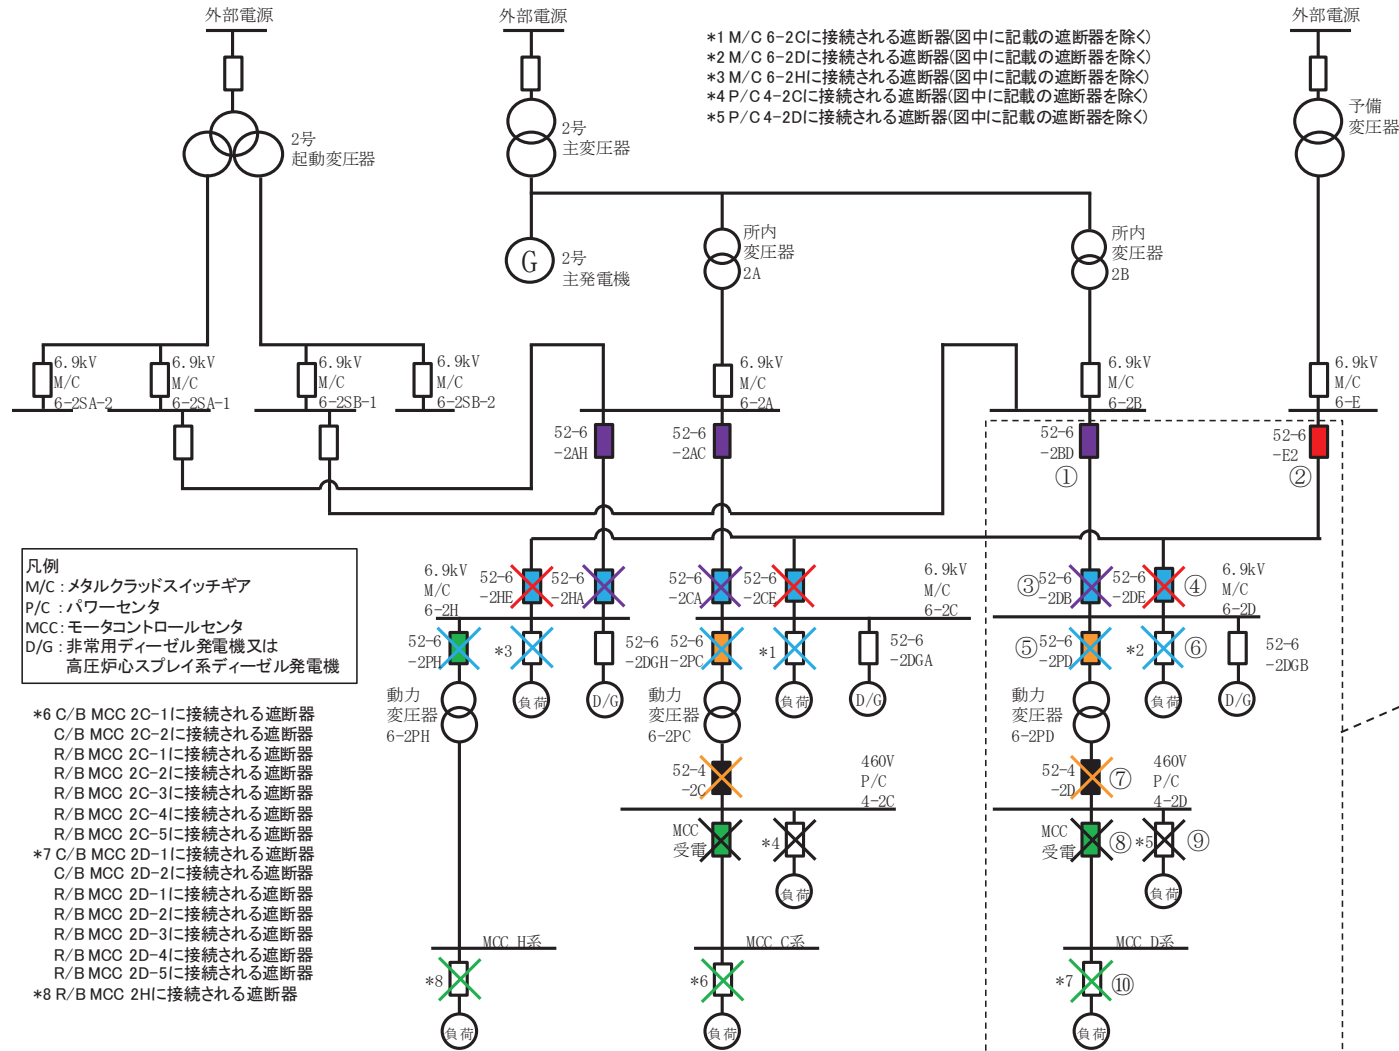 外部電源
外部電源
外部電源
*1 M/C 6-2Cに接続される遮断器(図中に記載の遮断器を除く)
*2 M/C 6-2Dに接続される遮断器(図中に記載の遮断器を除く)
*3 M/C 6-2Hに接続される遮断器(図中に記載の遮断器を除く)
*4 P/C 4-2Cに接続される遮断器(図中に記載の遮断器を除く)
*5 P/C 4-2Dに接続される遮断器(図中に記載の遮断器を除く)
2号
起動変圧器
2号
主変圧器
予備
変圧器
G
2号
主発電機
所内
変圧器
2A
所内
変圧器
2B
6.9kV
M/C
6-2SA-2
6.9kV
M/C
6-2SA-1
6.9kV
M/C
6-2SB-1
6.9kV
M/C
6-2SB-2
6.9kV
M/C
6-2A
6.9kV
M/C
6-2B
6.9kV
M/C
6-E
52-6
-2AH
52-6
-2AC
52-6
-2BD
①
52-6
-E2
②
凡例
M/C：メタルクラッドスイッチギア
P/C：パワーセンタ
MCC：モータコントロールセンタ
D/G：非常用ディーゼル発電機又は
高圧炉心スプレイ系ディーゼル発電機
6.9kV
M/C
6-2H
52-6
-2HE
52-6
-2HA
52-6
-2CA
52-6
-2CE
6.9kV
M/C
6-2C
③
52-6
-2DB
52-6
-2DE
④
6.9kV
M/C
6-2D
52-6
-2PH
*3
52-6
-2DGH
52-6
-2PC
*1
52-6
-2DGA
⑤
52-6
-2PD
*2
⑥
52-6
-2DGB
動力
変圧器
6-2PH
負荷
D/G
動力
変圧器
6-2PC
負荷
D/G
動力
変圧器
6-2PD
負荷
D/G
52-4
-2C
460V
P/C
4-2C
52-4
-2D
⑦
460V
P/C
4-2D
MCC
受電
*4
MCC
受電
⑧
*5
⑨
負荷
負荷
*6 C/B MCC 2C-1に接続される遮断器
C/B MCC 2C-2に接続される遮断器
R/B MCC 2C-1に接続される遮断器
R/B MCC 2C-2に接続される遮断器
R/B MCC 2C-3に接続される遮断器
R/B MCC 2C-4に接続される遮断器
R/B MCC 2C-5に接続される遮断器
*7 C/B MCC 2D-1に接続される遮断器
C/B MCC 2D-2に接続される遮断器
R/B MCC 2D-1に接続される遮断器
R/B MCC 2D-2に接続される遮断器
R/B MCC 2D-3に接続される遮断器
R/B MCC 2D-4に接続される遮断器
R/B MCC 2D-5に接続される遮断器
*8 R/B MCC 2Hに接続される遮断器
MCC H系
MCC C系
MCC D系
*8
*6
*7
⑩
負荷
負荷
負荷